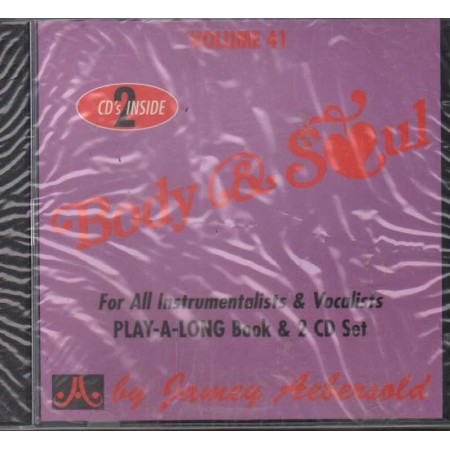 VOLUME 41
2
CD's INSIDE
Body & Soul
For All Instrumentalists & Vocalists
PLAY-A-LONG Book & 2 CD Set
JA by Jamey Aebersold